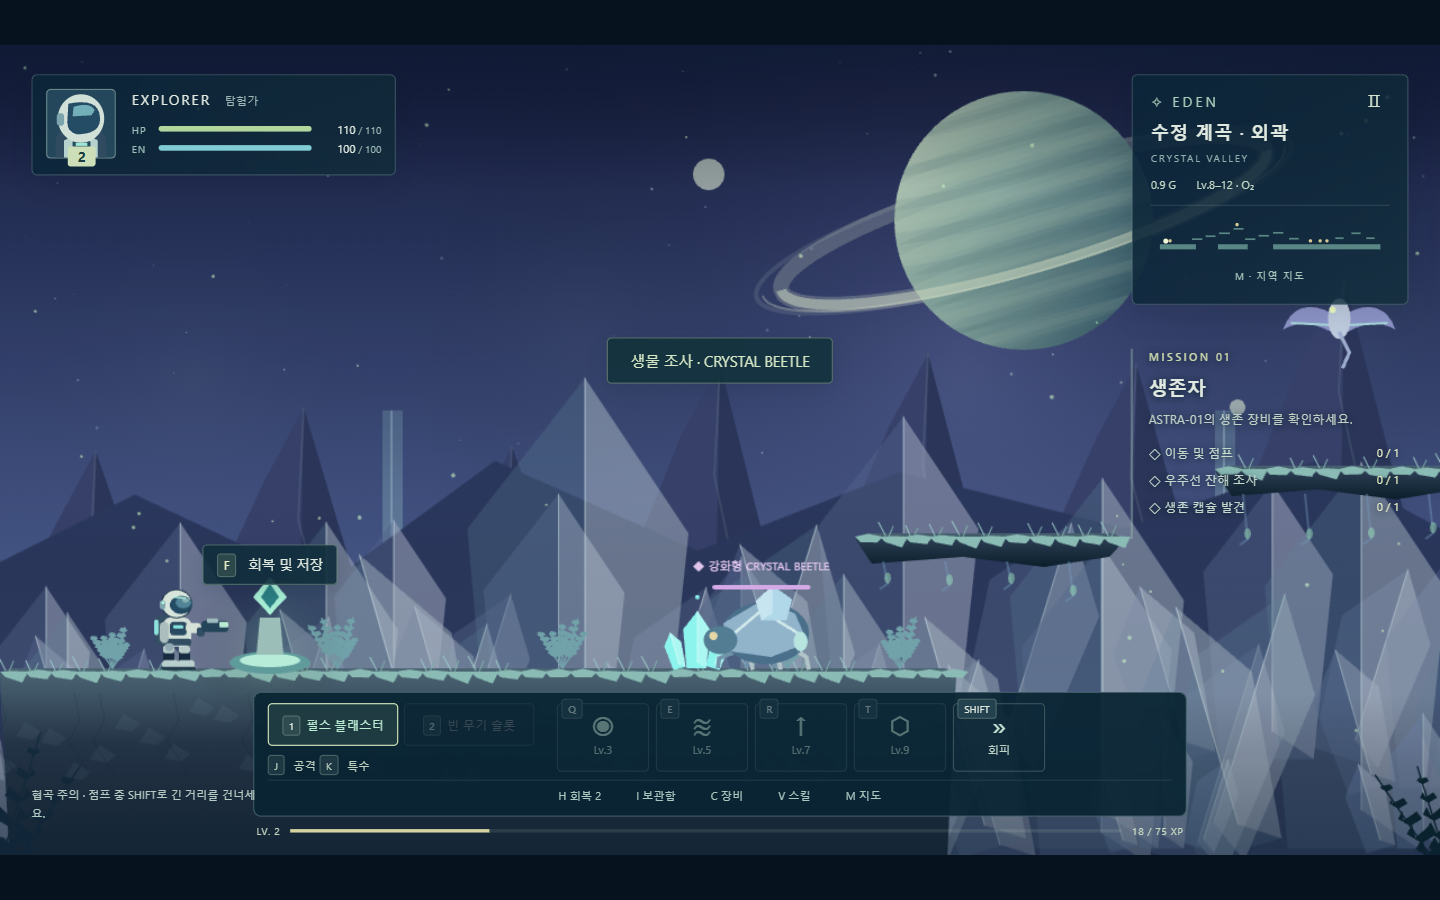 EXPLORER 탐험가
HP 110 / 110
EN 100 / 100
2
✧ EDEN II
수정 계곡 · 외곽
CRYSTAL VALLEY
0.9 G Lv.8–12 · O₂
M · 지역 지도
생물 조사 · CRYSTAL BEETLE
MISSION 01
생존자
ASTRA-01의 생존 장비를 확인하세요.
◇ 이동 및 점프 0 / 1
◇ 우주선 잔해 조사 0 / 1
◇ 생존 캡슐 발견 0 / 1
F 회복 및 저장
◆ 강화형 CRYSTAL BEETLE
1 펄스 블래스터
2 빈 무기 슬롯
Q Lv.3
E Lv.5
R Lv.7
T Lv.9
SHIFT » 회피
J 공격 K 특수
H 회복 2 I 보관함 C 장비 V 스킬 M 지도
협곡 주의 · 점프 중 SHIFT로 긴 거리를 건너세
요.
LV. 2 18 / 75 XP